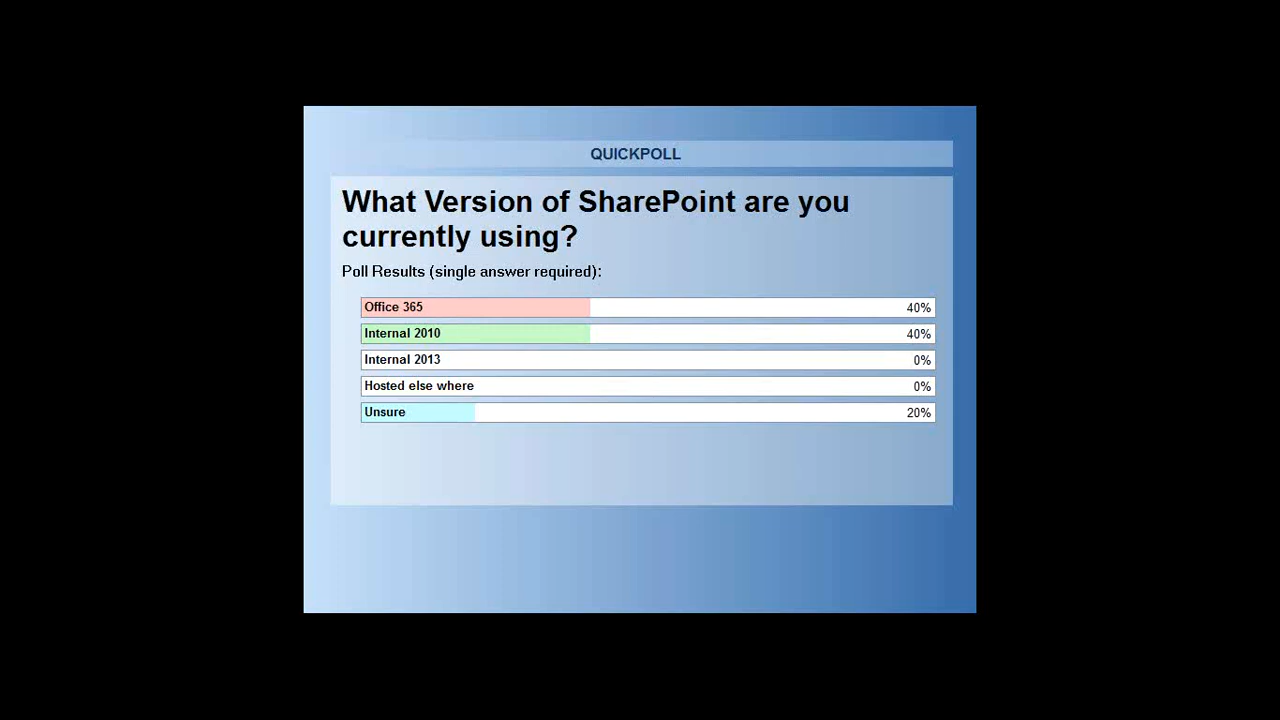 QUICKPOLL
What Version of SharePoint are you
currently using?
Poll Results (single answer required):
Office 365 40%
Internal 2010 40%
Internal 2013 0%
Hosted else where 0%
Unsure 20%